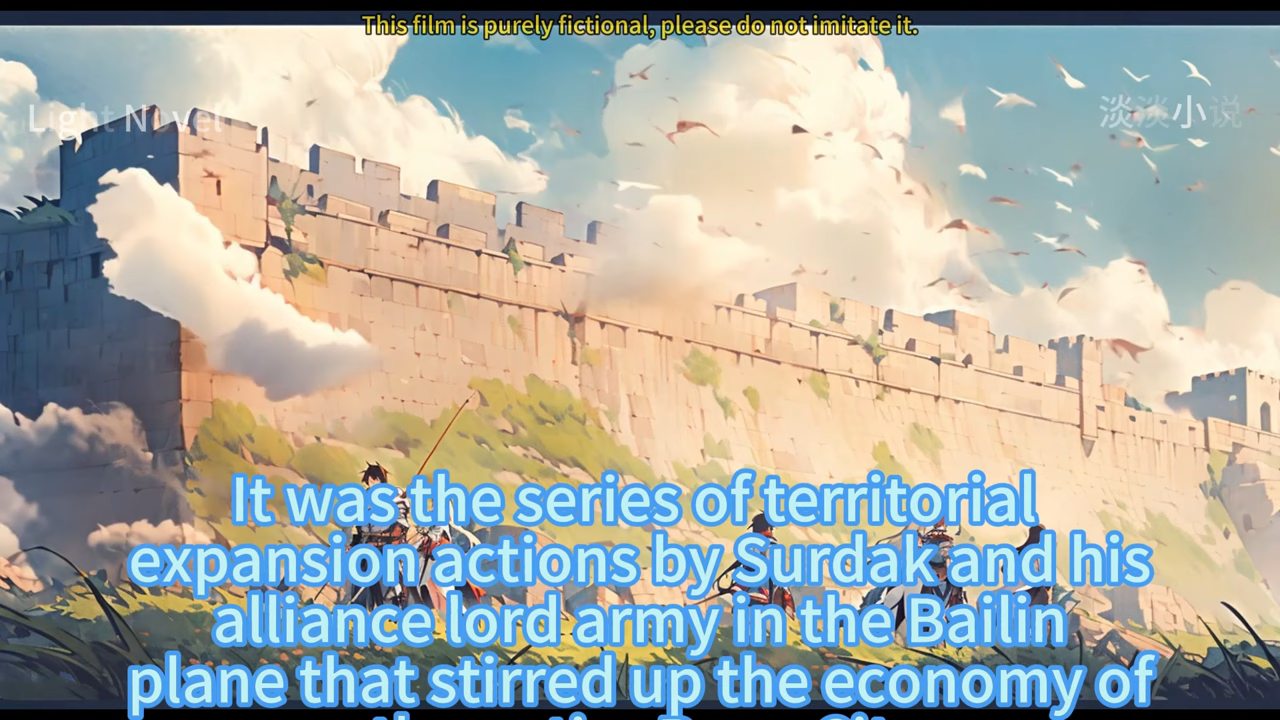 This film is purely fictional, please do not imitate it.
Light Novel
淡淡小说
It was the series of territorial
expansion actions by Surdak and his
alliance lord army in the Bailin
plane that stirred up the economy of